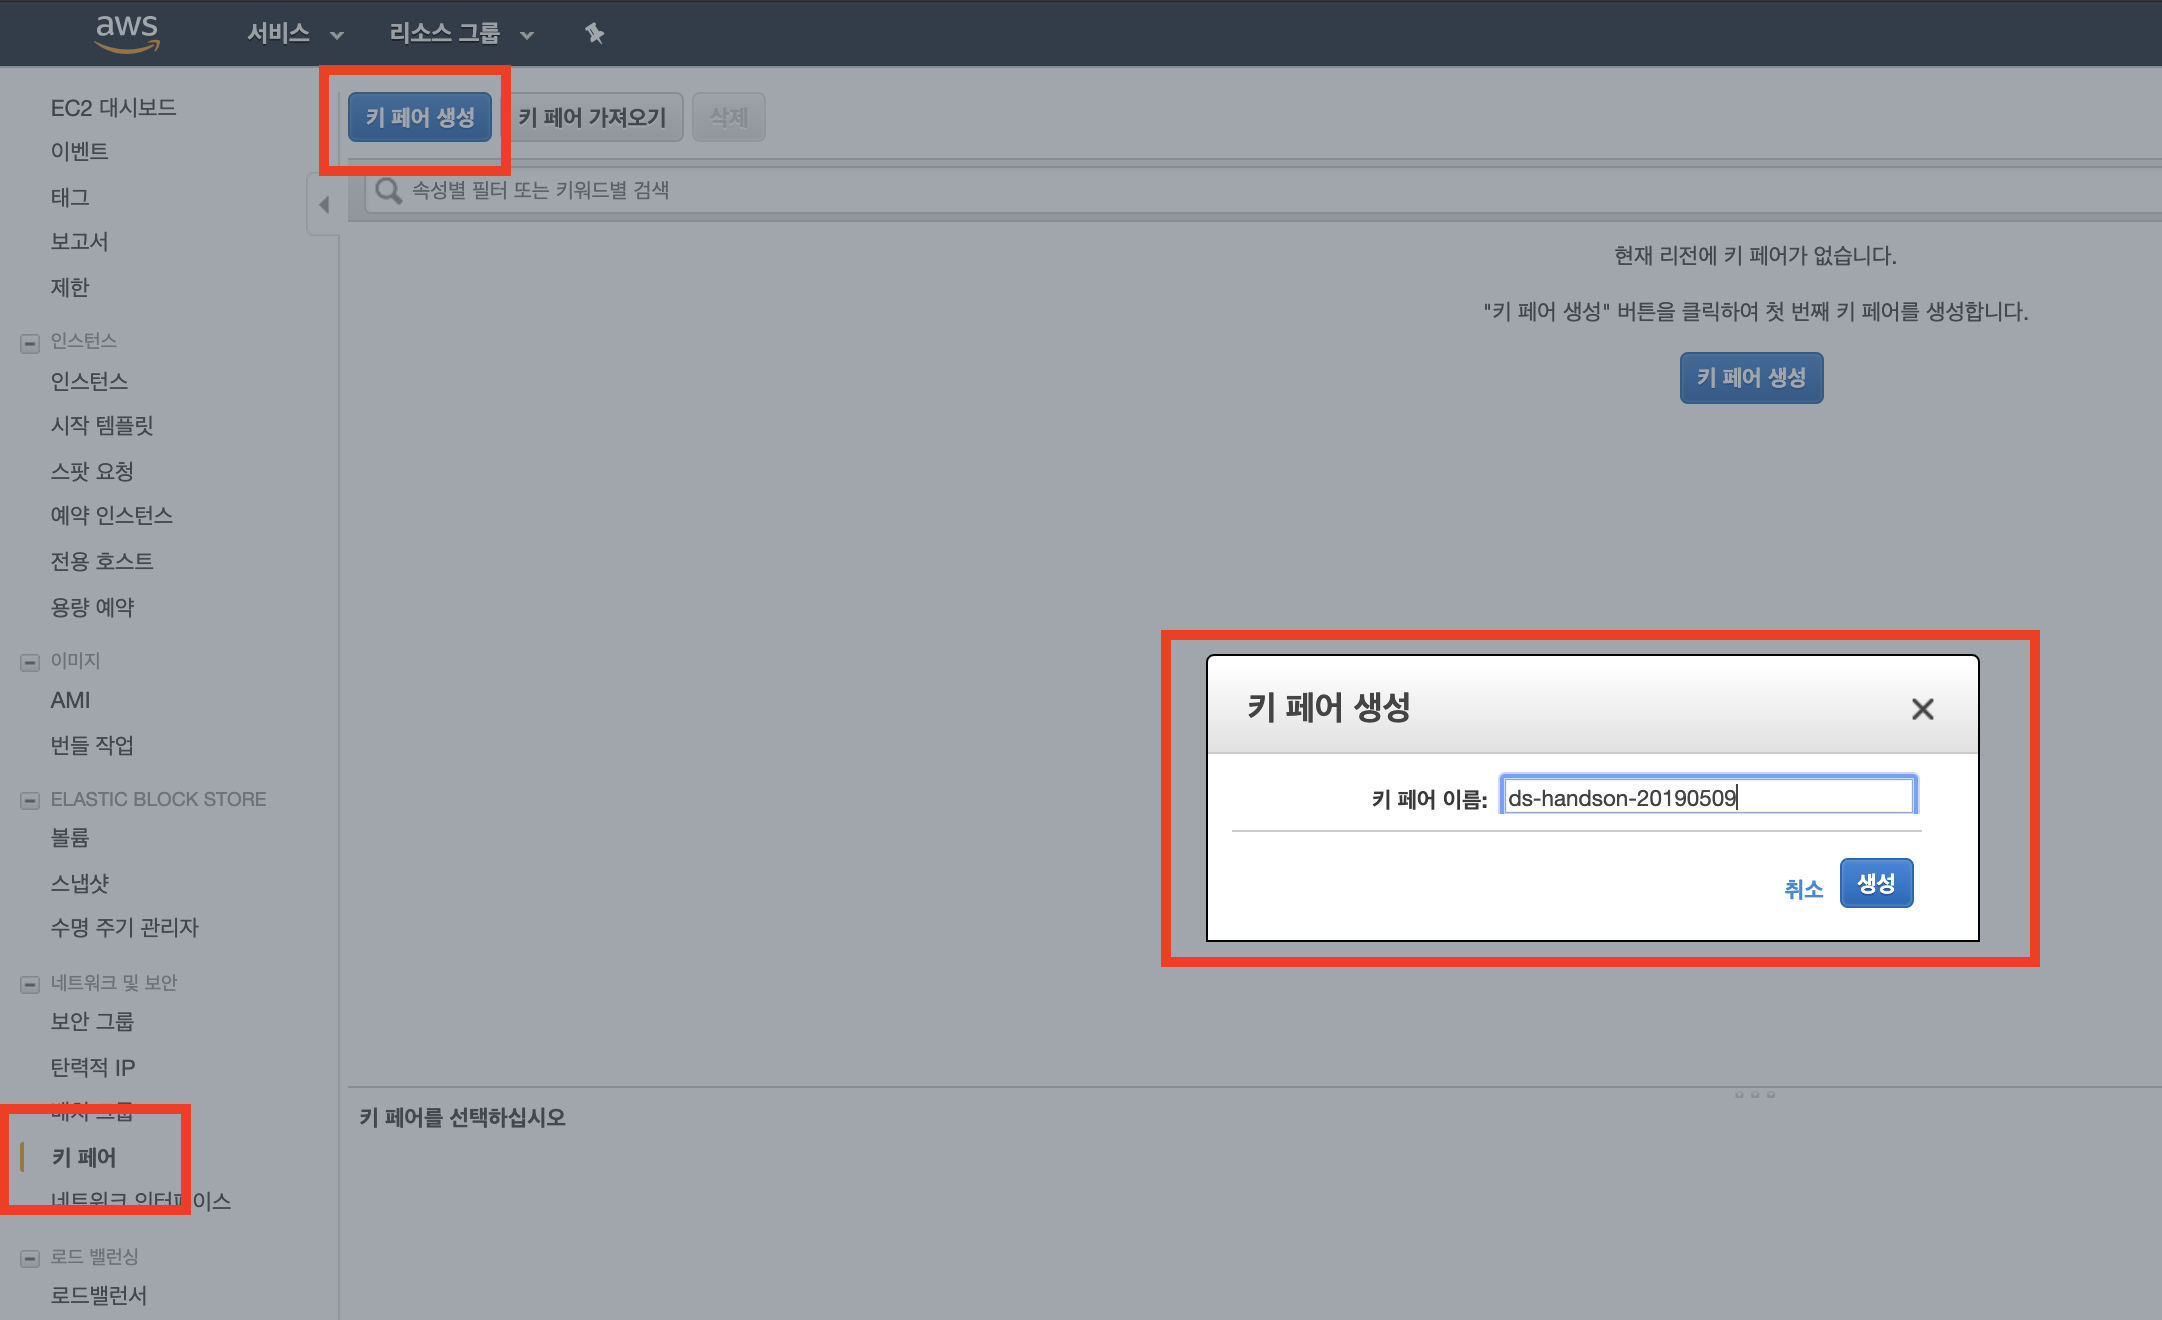 aws 서비스 리소스 그룹
키 페어 생성 키 페어 가져오기 삭제
속성별 필터 또는 키워드별 검색
EC2 대시보드
이벤트
태그
보고서
제한
인스턴스
인스턴스
시작 템플릿
스팟 요청
예약 인스턴스
전용 호스트
용량 예약
이미지
AMI
번들 작업
ELASTIC BLOCK STORE
볼륨
스냅샷
수명 주기 관리자
네트워크 및 보안
보안 그룹
탄력적 IP
배치 그룹
키 페어
네트워크 인터페이스
로드 밸런싱
로드밸런서
현재 리전에 키 페어가 없습니다.
"키 페어 생성" 버튼을 클릭하여 첫 번째 키 페어를 생성합니다.
키 페어 생성
키 페어 생성
키 페어 이름: ds-handson-20190509
취소 생성
키 페어를 선택하십시오